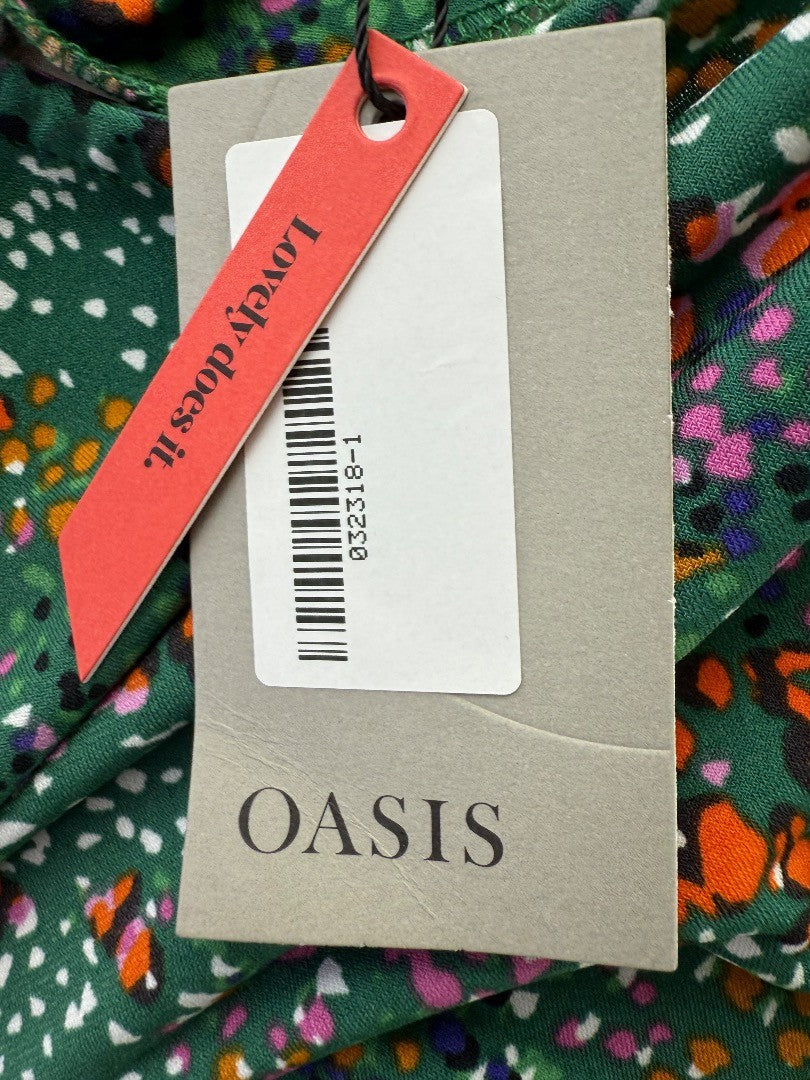 Lovely does it.
032318-1
OASIS